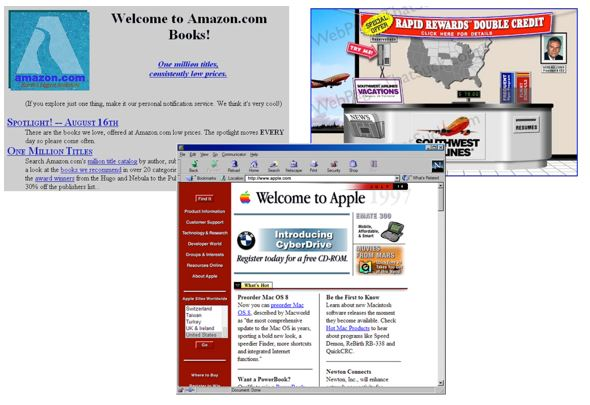 Welcome to Amazon.com
Books!
amazon.com
One million titles,
consistently low prices.
(If you explore just one thing, make it our personal notification service. We think it's very cool!)
SPOTLIGHT! -- AUGUST 16TH
There are the books we love, offered at Amazon.com low prices. The spotlight moves EVERY
day so please come often.
ONE MILLION TITLES
Search Amazon.com's million title catalog by author, sub
a look at the books we recommend in over 20 categories
the award winners from the Hugo and Nebula to the Pul
30% off the publishers list..
SPECIAL
OFFER
RAPID REWARDS DOUBLE CREDIT
CLICK HERE FOR DETAILS
TRY ME!
Reservations
SOUTHWEST AIRLINES
VACATIONS
NEWS
SOUTHWEST
AIRLINES
RESUMES
File Edit View Go Communicator Help
Back Reload Home Search Netscape Print Security Stop
Bookmarks Location: http://www.apple.com What's Related
JULY 14
1997
Find It
Product Information
Customer Support
Technology & Research
Developer World
Groups & Interests
Resources Online
About Apple
Apple Sites Worldwide
Switzerland
Taiwan
Turkey
UK & Ireland
United States
Go
Where to Buy
Welcome to Apple
Introducing
CyberDrive
Register today for a free CD-ROM.
EMATE 300
Mobile,
Affordable,
& Smart
MOVIES
FROM MARS
What's Hot
Preorder Mac OS 8
Now you can preorder Mac
OS 8, described by Macworld
as "the most comprehensive
update to the Mac OS in years,
sporting a bold new look, a
speedier Finder, more shortcuts
and integrated Internet
functions."
Want a PowerBook?
Be the First to Know
Learn about new Macintosh
software releases the moment
they become available. Check
Hot Mac Products to hear
about programs like Speed
Demon, ReBirth RB-338 and
QuickCRC.
Newton Connects
Newton, Inc., will enhance
Document: Done